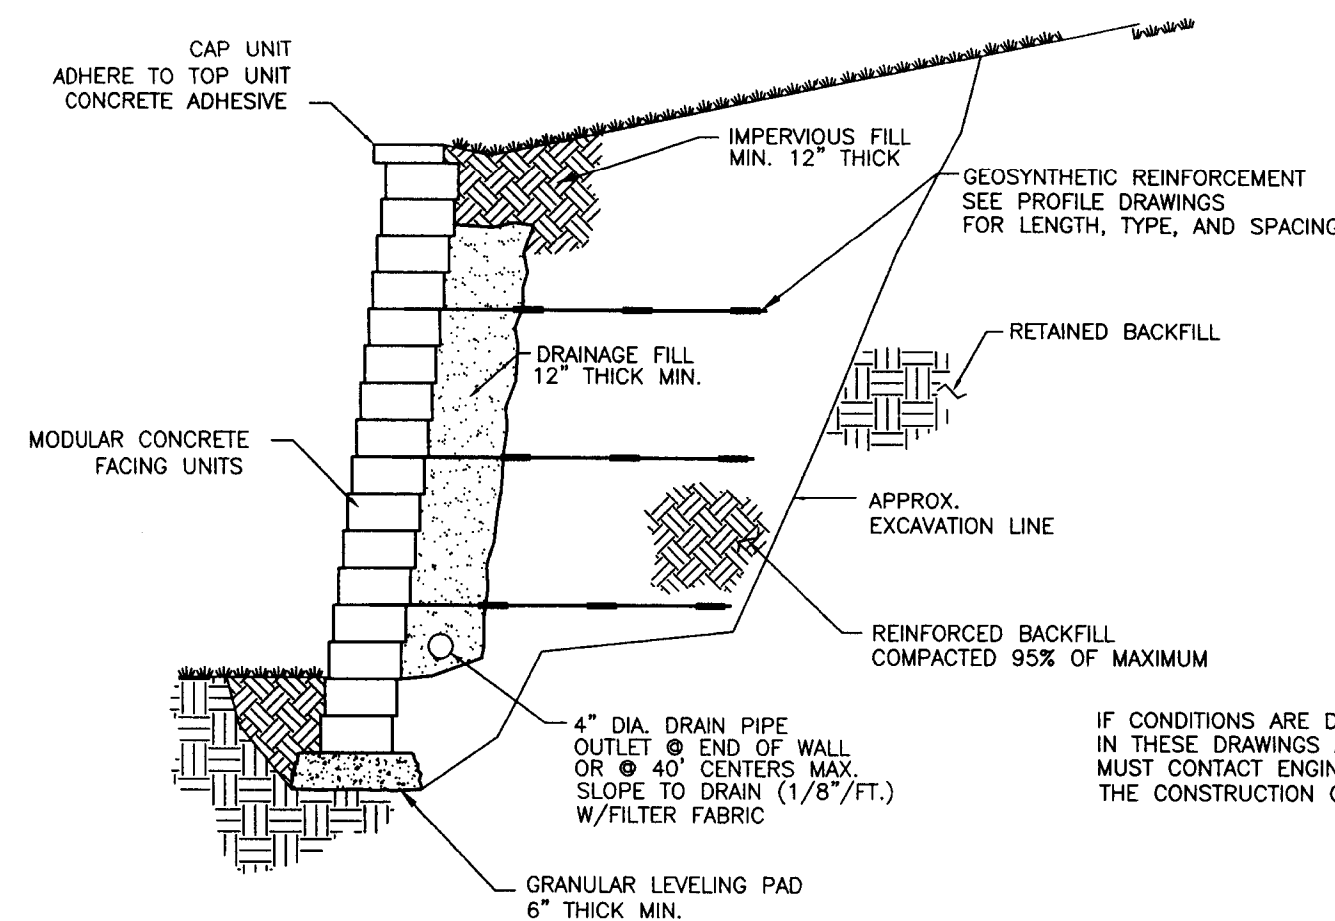 CAP UNIT
ADHERE TO TOP UNIT
CONCRETE ADHESIVE
IMPERVIOUS FILL
MIN. 12" THICK
GEOSYNTHETIC REINFORCEMENT
SEE PROFILE DRAWINGS
FOR LENGTH, TYPE, AND SPACING
RETAINED BACKFILL
DRAINAGE FILL
12" THICK MIN.
MODULAR CONCRETE
FACING UNITS
APPROX.
EXCAVATION LINE
REINFORCED BACKFILL
COMPACTED 95% OF MAXIMUM
4" DIA. DRAIN PIPE
OUTLET @ END OF WALL
OR @ 40' CENTERS MAX.
SLOPE TO DRAIN (1/8"/FT.)
W/FILTER FABRIC
IF CONDITIONS ARE
IN THESE DRAWINGS
MUST CONTACT
THE CONSTRUCTION
GRANULAR LEVELING PAD
6" THICK MIN.